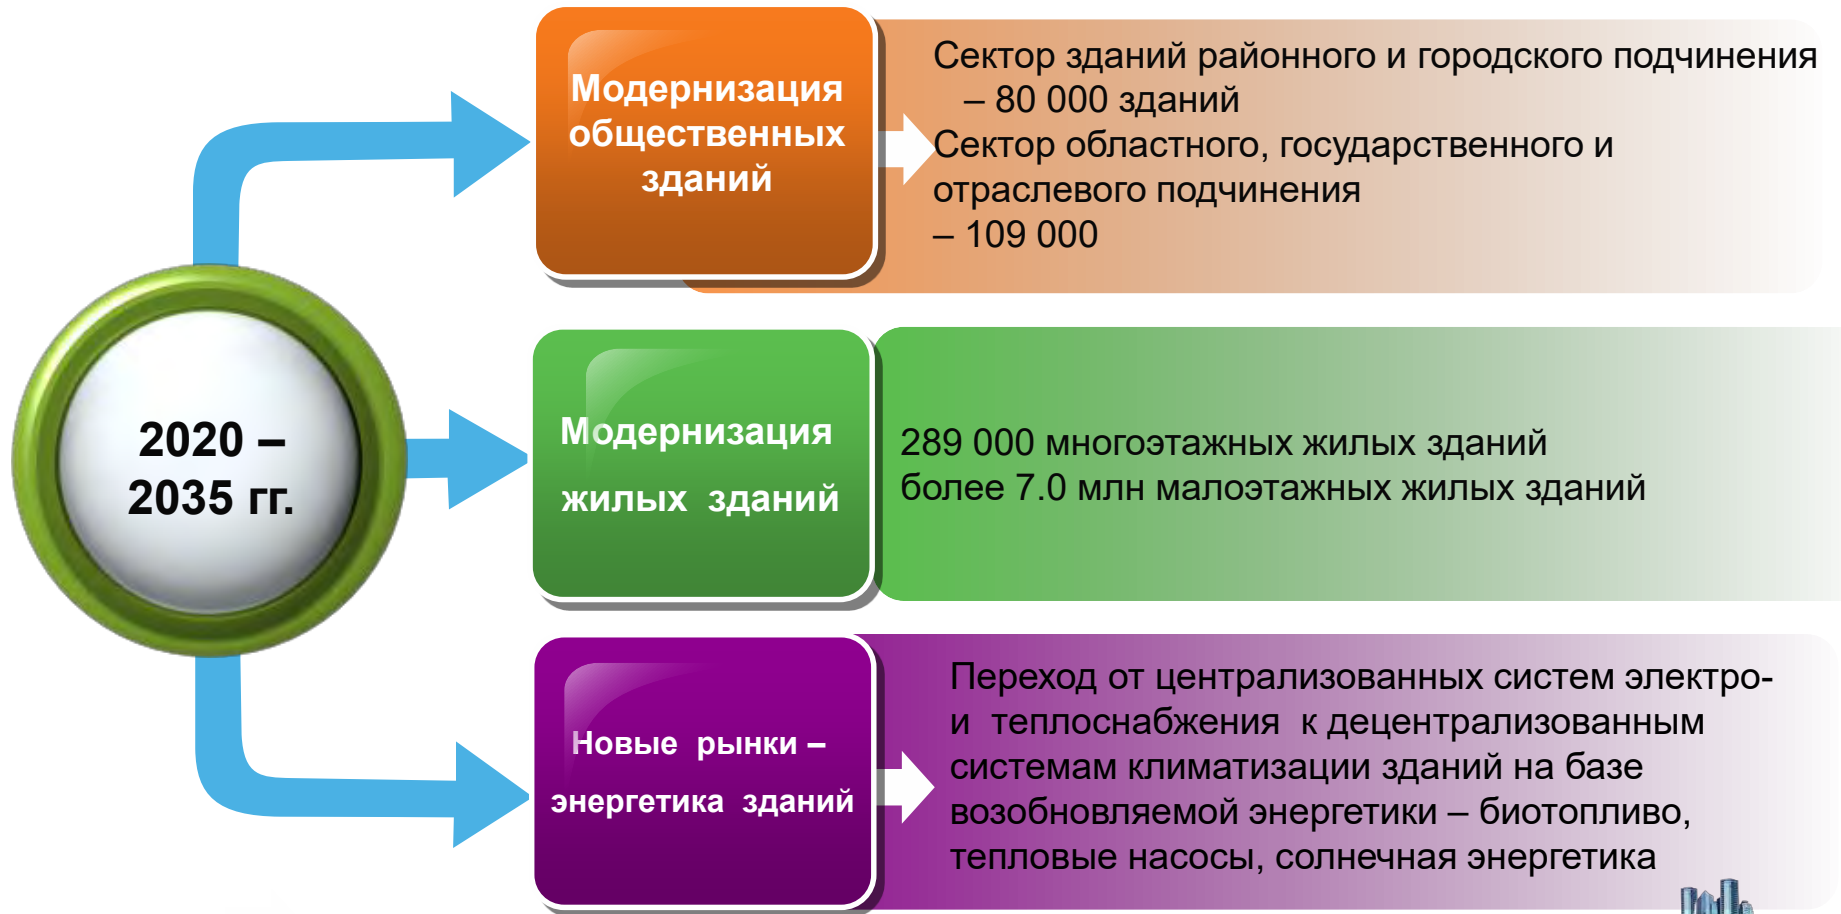 2020 –
2035 гг.
Модернизация
общественных
зданий
Сектор зданий районного и городского подчинения
– 80 000 зданий
Сектор областного, государственного и
отраслевого подчинения
– 109 000
Модернизация
жилых зданий
289 000 многоэтажных жилых зданий
более 7.0 млн малоэтажных жилых зданий
Новые рынки –
энергетика зданий
Переход от централизованных систем электро-
и теплоснабжения к децентрализованным
системам климатизации зданий на базе
возобновляемой энергетики – биотопливо,
тепловые насосы, солнечная энергетика